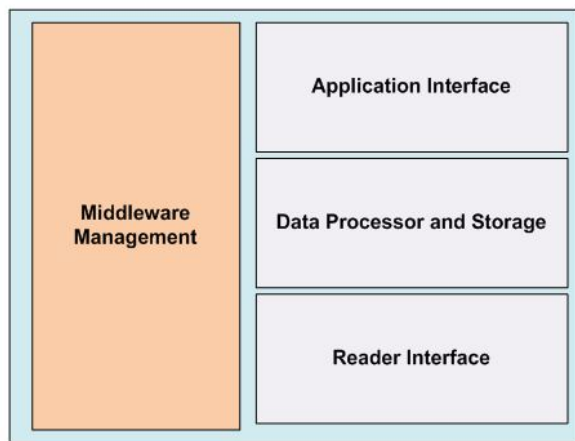 Middleware
Management
Application Interface
Data Processor and Storage
Reader Interface